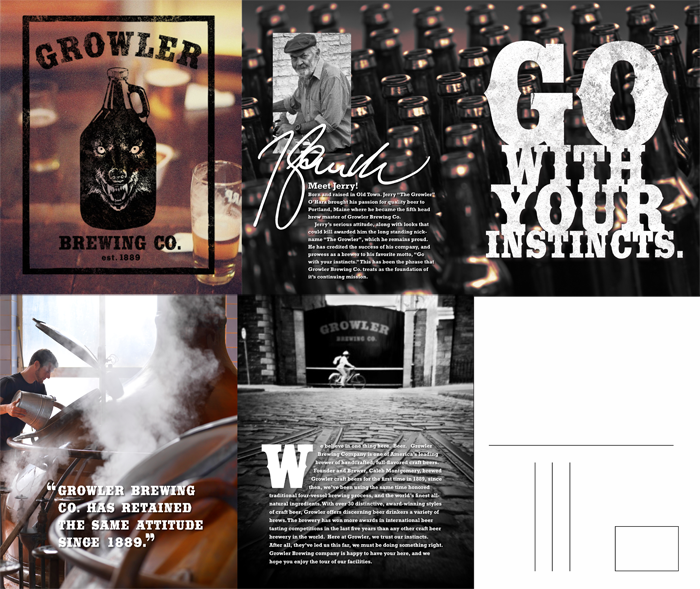 GROWLER
BREWING CO.
est. 1889
Meet Jerry!
Born and raised in Old Town. Jerry "The Growler"
O'Hara brought his passion for quality beer to
Portland, Maine where he became the fifth head
brew master of Growler Brewing Co.
Jerry's serious attitude, along with looks that
could kill awarded him the long standing nick-
name "The Growler", which he remains proud.
He has credited the success of his company, and
prowess as a brewer to his favorite motto, "Go
with your instincts." This has been the phrase that
Growler Brewing Co. treats as the foundation of
it's continuing mission.
GO
WITH
YOUR
INSTINCTS.
"GROWLER BREWING
CO. HAS RETAINED
THE SAME ATTITUDE
SINCE 1889."
GROWLER
BREWING CO.
We believe in one thing here.. Beer. Growler
Brewing Company is one of America's leading
brewer of handcrafted, full-flavored craft beers.
Founder and Brewer, Caleb Montgomery, brewed
Growler craft beers for the first time in 1889, since
then, we've been using the same time honored
traditional four-vessel brewing process, and the world's finest all-
natural ingredients. With over 30 distinctive, award-winning styles
of craft beer, Growler offers discerning beer drinkers a variety of
brews. The brewery has won more awards in international beer
tasting competitions in the last five years than any other craft beer
brewery in the world. Here at Growler, we trust our instincts.
After all, they've led us this far, we must be doing something right.
Growler Brewing company is happy to have your here, and we
hope you enjoy the tour of our facilities.